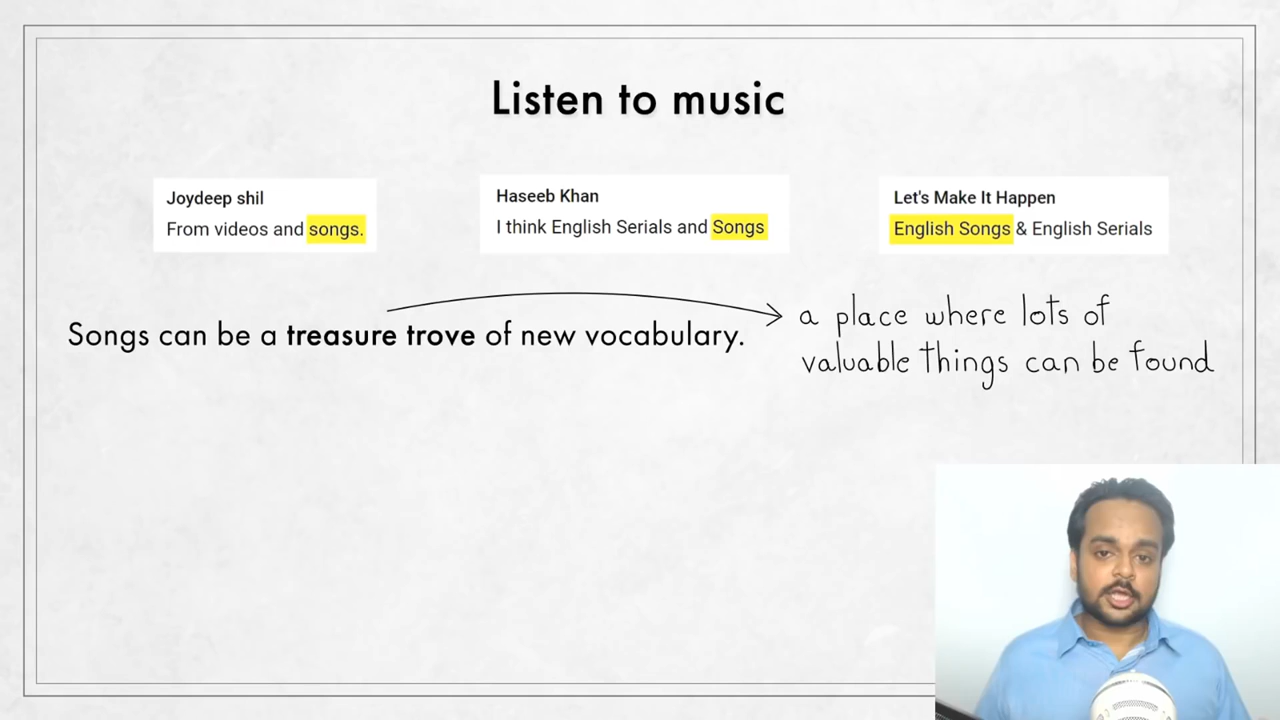 Listen to music
Joydeep shil
From videos and songs.
Haseeb Khan
I think English Serials and Songs
Let's Make It Happen
English Songs & English Serials
Songs can be a treasure trove of new vocabulary.
a place where lots of
valuable things can be found